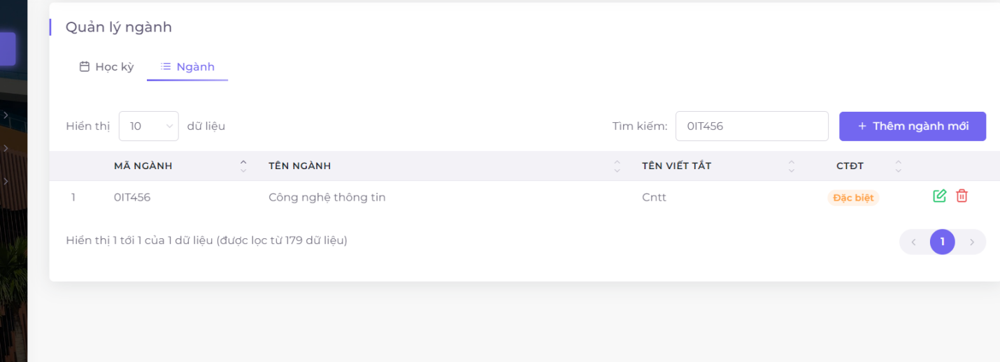 Quản lý ngành
Học kỳ Ngành
Hiển thị 10 dữ liệu Tìm kiếm: 0IT456 + Thêm ngành mới
MÃ NGÀNH TÊN NGÀNH TÊN VIẾT TẮT CTĐT
1 0IT456 Công nghệ thông tin Cntt Đặc biệt
Hiển thị 1 tới 1 của 1 dữ liệu (được lọc từ 179 dữ liệu) 1